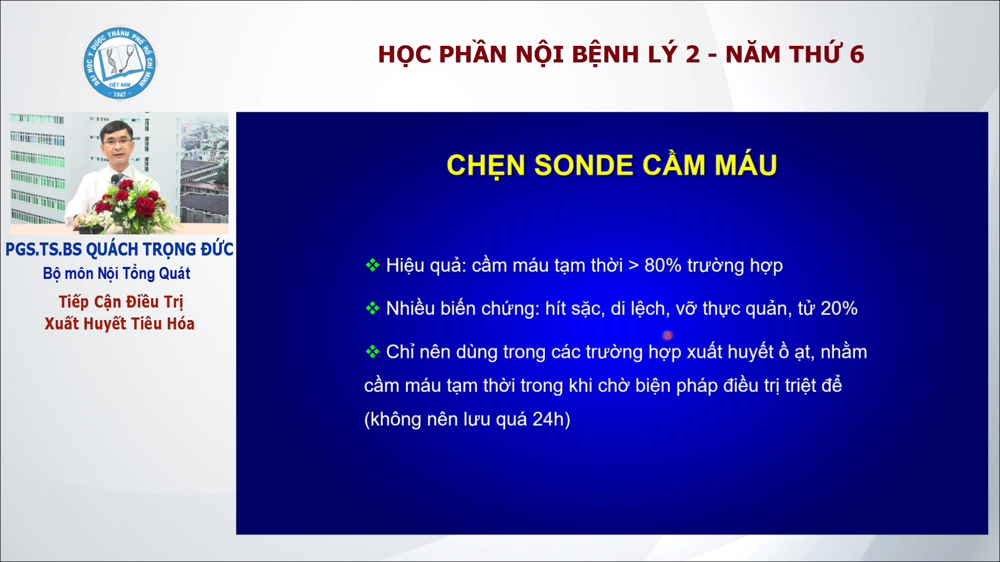 ĐẠI HỌC Y DƯỢC THÀNH PHỐ HỒ CHÍ MINH
VIỆT NAM
1947
HỌC PHẦN NỘI BỆNH LÝ 2 - NĂM THỨ 6
PGS.TS.BS QUÁCH TRỌNG ĐỨC
Bộ môn Nội Tổng Quát
Tiếp Cận Điều Trị
Xuất Huyết Tiêu Hóa
CHẸN SONDE CẦM MÁU
❖ Hiệu quả: cầm máu tạm thời > 80% trường hợp
❖ Nhiều biến chứng: hít sặc, di lệch, vỡ thực quản, tử 20%
❖ Chỉ nên dùng trong các trường hợp xuất huyết ồ ạt, nhằm
cầm máu tạm thời trong khi chờ biện pháp điều trị triệt để
(không nên lưu quá 24h)